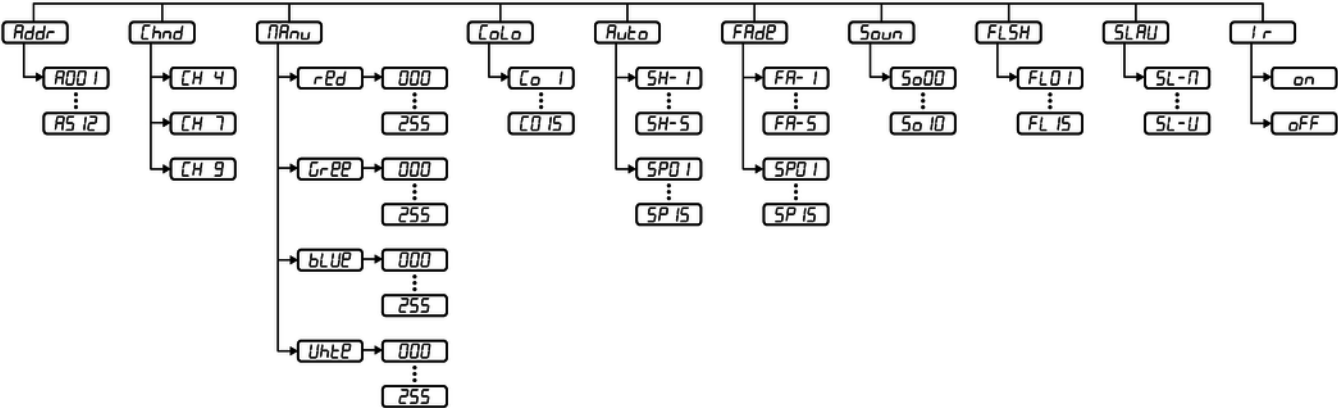 Addr Chnd MAnu CoLo Auto FAde Soun FLSH SLAV Ir
A001 CH 4 red 000 Co 1 SH-1 FA-1 So00 FL01 SL-M on
A512 CH 7 255 CO15 SH-5 FA-5 So10 FL15 SL-U oFF
CH 9 Gree 000 SP01 SP01
255 SP15 SP15
bLUe 000
255
Whte 000
255